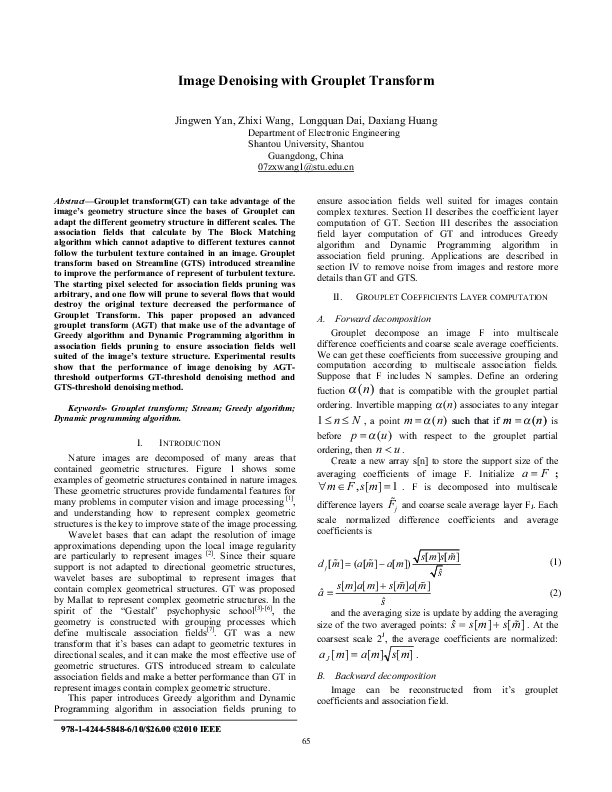 Image Denoising with Grouplet Transform
Jingwen Yan, Zhixi Wang, Longquan Dai, Daxiang Huang
Department of Electronic Engineering
Shantou University, Shantou
Guangdong, China
07zxwang1@stu.edu.cn
Abstract—Grouplet transform(GT) can take advantage of the
image's geometry structure since the bases of Grouplet can
adapt the different geometry structure in different scales. The
association fields that calculate by The Block Matching
algorithm which cannot adaptive to different textures cannot
follow the turbulent texture contained in an image. Grouplet
transform based on Streamline (GTS) introduced streamline
to improve the performance of represent of turbulent texture.
The starting pixel selected for association fields pruning was
arbitrary, and one flow will prune to several flows that would
destroy the original texture decreased the performance of
Grouplet Transform. This paper proposed an advanced
grouplet transform (AGT) that make use of the advantage of
Greedy algorithm and Dynamic Programming algorithm in
association fields pruning to ensure association fields well
suited of the image's texture structure. Experimental results
show that the performance of image denoising by AGT-
threshold outperforms GT-threshold denoising method and
GTS-threshold denoising method.
Keywords- Grouplet transform; Stream; Greedy algorithm;
Dynamic programming algorithm.
I. INTRODUCTION
Nature images are decomposed of many areas that
contained geometric structures. Figure 1 shows some
examples of geometric structures contained in nature images.
These geometric structures provide fundamental features for
many problems in computer vision and image processing [1],
and understanding how to represent complex geometric
structures is the key to improve state of the image processing.
Wavelet bases that can adapt the resolution of image
approximations depending upon the local image regularity
are particularly to represent images [2]. Since their square
support is not adapted to directional geometric structures,
wavelet bases are suboptimal to represent images that
contain complex geometrical structures. GT was proposed
by Mallat to represent complex geometric structures. In the
spirit of the "Gestalt" psychophysic school[3]-[6], the
geometry is constructed with grouping processes which
define multiscale association fields[7]. GT was a new
transform that it's bases can adapt to geometric textures in
directional scales, and it can make the most effective use of
geometric structures. GTS introduced stream to calculate
association fields and make a better performance than GT in
represent images contain complex geometric structure.
This paper introduces Greedy algorithm and Dynamic
Programming algorithm in association fields pruning to
978-1-4244-5848-6/10/$26.00 ©2010 IEEE
ensure association fields well suited for images contain
complex textures. Section II describes the coefficient layer
computation of GT. Section III describes the association
field layer computation of GT and introduces Greedy
algorithm and Dynamic Programming algorithm in
association field pruning. Applications are described in
section IV to remove noise from images and restore more
details than GT and GTS.
II. GROUPLET COEFFICIENTS LAYER COMPUTATION
A. Forward decomposition
Grouplet decompose an image F into multiscale
difference coefficients and coarse scale average coefficients.
We can get these coefficients from successive grouping and
computation according to multiscale association fields.
Suppose that F includes N samples. Define an ordering
fuction α(n) that is compatible with the grouplet partial
ordering. Invertible mapping α(n) associates to any integar
1 ≤ n ≤ N , a point m = α(n) such that if m = α(n) is
before p = α(u) with respect to the grouplet partial
ordering, then n < u .
Create a new array s[n] to store the support size of the
averaging coefficients of image F. Initialize a = F ;
∀m ∈ F, s[m] = 1 . F is decomposed into multiscale
difference layers F̃j and coarse scale average layer FJ. Each
scale normalized difference coefficients and average
coefficients is
dj[m̃] = (a[m̃] − a[m]) √s[m]s[m̃] / √ŝ (1)
â = s[m]a[m] + s[m̃]a[m̃] / ŝ (2)
and the averaging size is update by adding the averaging
size of the two averaged points: ŝ = s[m] + s[m̃] . At the
coarsest scale 2J, the average coefficients are normalized:
aJ[m] = a[m]√s[m] .
B. Backward decomposition
Image can be reconstructed from it's grouplet
coefficients and association field.
65